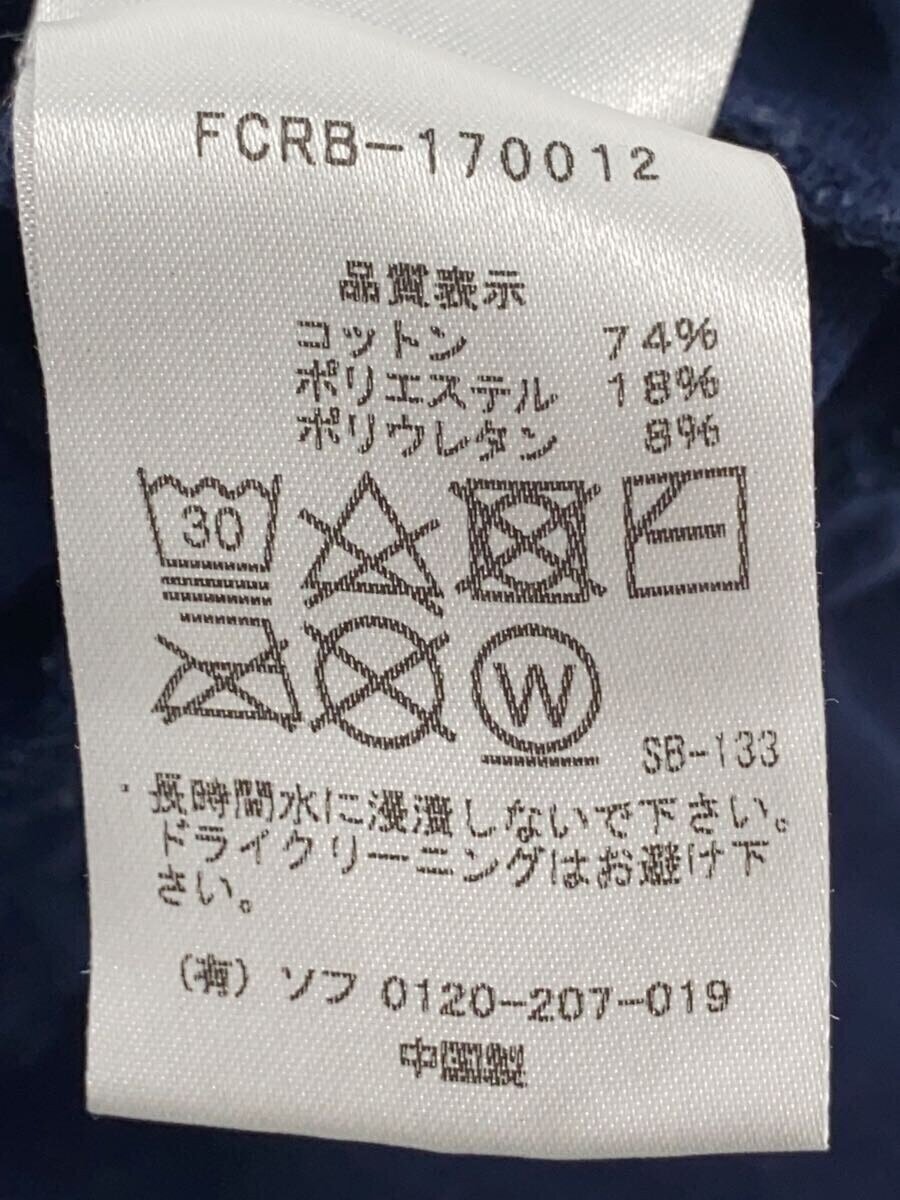 FCRB-170012
品質表示
コットン 74%
ポリエステル 18%
ポリウレタン 8%
30
W
SB-133
・長時間水に浸漬しないで下さい。
ドライクリーニングはお避け下
さい。
(有)ソフ 0120-207-019
中国製